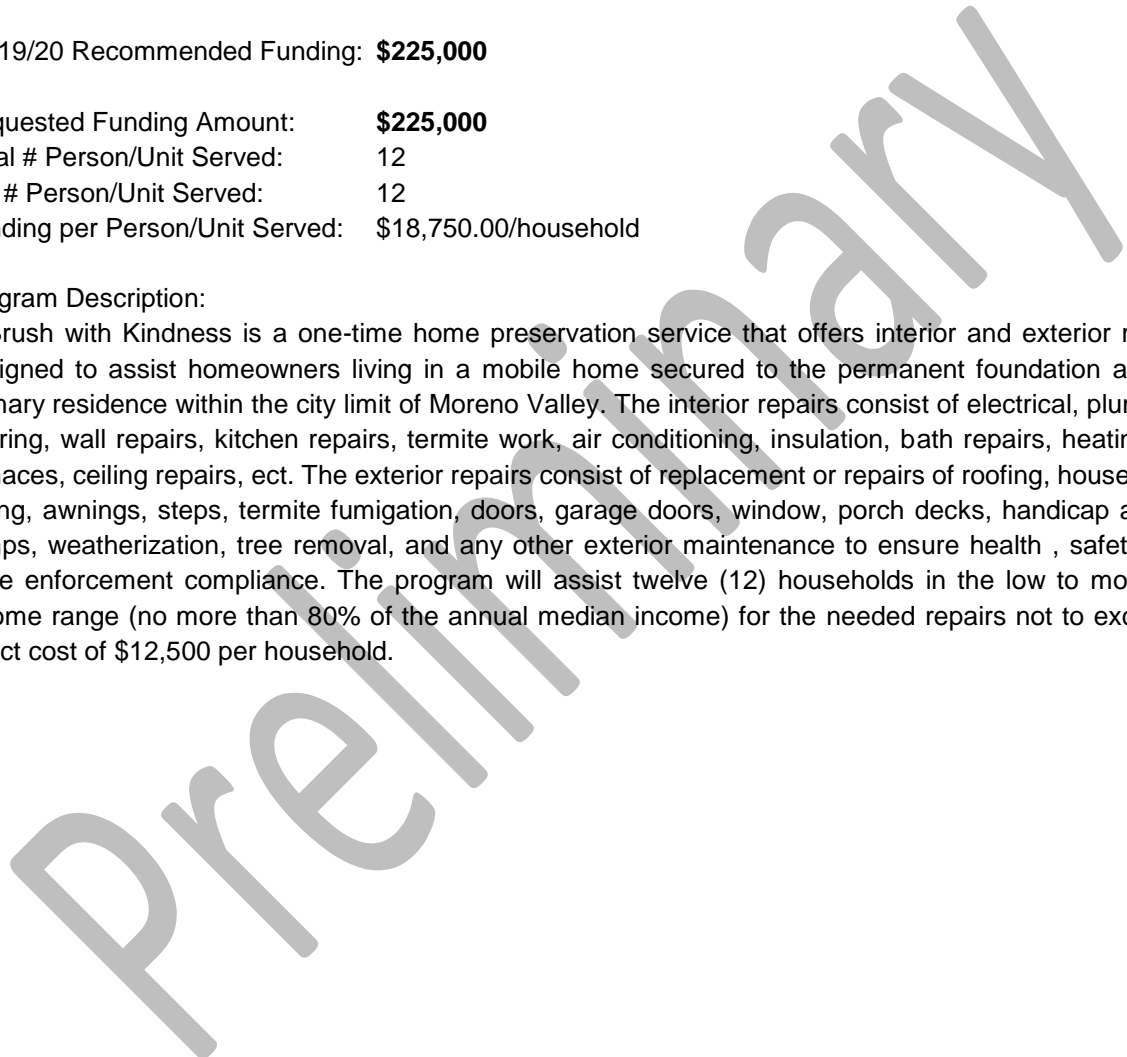 19/20 Recommended Funding: $225,000
quested Funding Amount: $225,000
al # Person/Unit Served: 12
# Person/Unit Served: 12
ding per Person/Unit Served: $18,750.00/household
gram Description:
rush with Kindness is a one-time home preservation service that offers interior and exterior r
igned to assist homeowners living in a mobile home secured to the permanent foundation a
nary residence within the city limit of Moreno Valley. The interior repairs consist of electrical, plur
ring, wall repairs, kitchen repairs, termite work, air conditioning, insulation, bath repairs, heatin
naces, ceiling repairs, ect. The exterior repairs consist of replacement or repairs of roofing, house
ng, awnings, steps, termite fumigation, doors, garage doors, window, porch decks, handicap a
ps, weatherization, tree removal, and any other exterior maintenance to ensure health , safet
e enforcement compliance. The program will assist twelve (12) households in the low to mo
ome range (no more than 80% of the annual median income) for the needed repairs not to exc
ct cost of $12,500 per household.
Preliminary